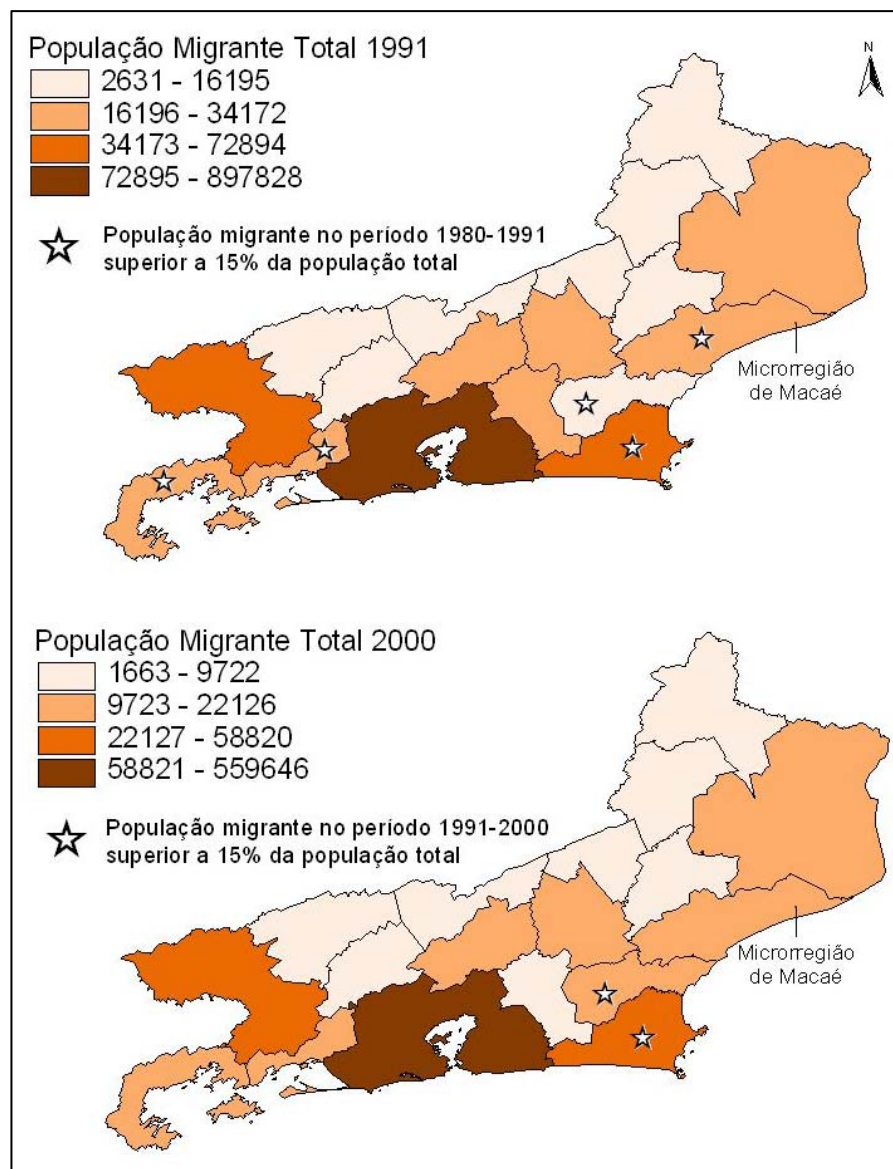 População Migrante Total 1991
2631 - 16195
16196 - 34172
34173 - 72894
72895 - 897828
População migrante no período 1980-1991
superior a 15% da população total
N
Microrregião
de Macaé
População Migrante Total 2000
1663 - 9722
9723 - 22126
22127 - 58820
58821 - 559646
População migrante no período 1991-2000
superior a 15% da população total
Microrregião
de Macaé